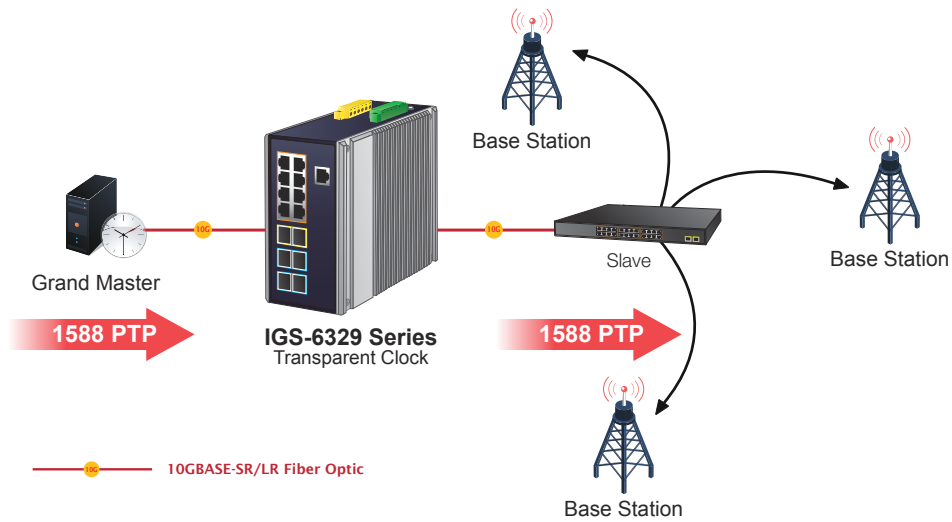 Base Station
10G
10G
Grand Master
Slave
Base Station
1588 PTP
IGS-6329 Series
Transparent Clock
1588 PTP
10G
10GBASE-SR/LR Fiber Optic
Base Station